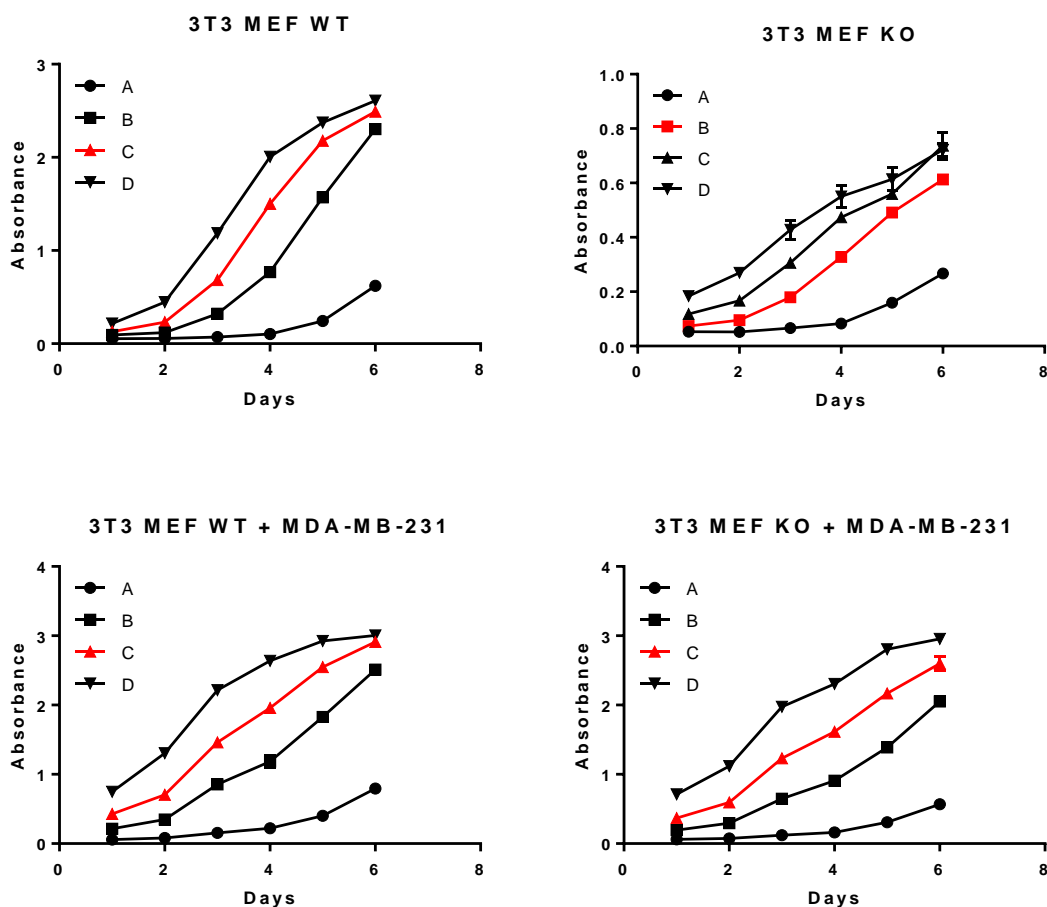 3T3 MEF WT
3
2
1
0
Absorbance
A
B
C
D
0 2 4 6 8
Days
3T3 MEF KO
1.0
0.8
0.6
0.4
0.2
0.0
Absorbance
A
B
C
D
0 2 4 6 8
Days
3T3 MEF WT + MDA-MB-231
4
3
2
1
0
Absorbance
A
B
C
D
0 2 4 6 8
Days
3T3 MEF KO + MDA-MB-231
4
3
2
1
0
Absorbance
A
B
C
D
0 2 4 6 8
Days